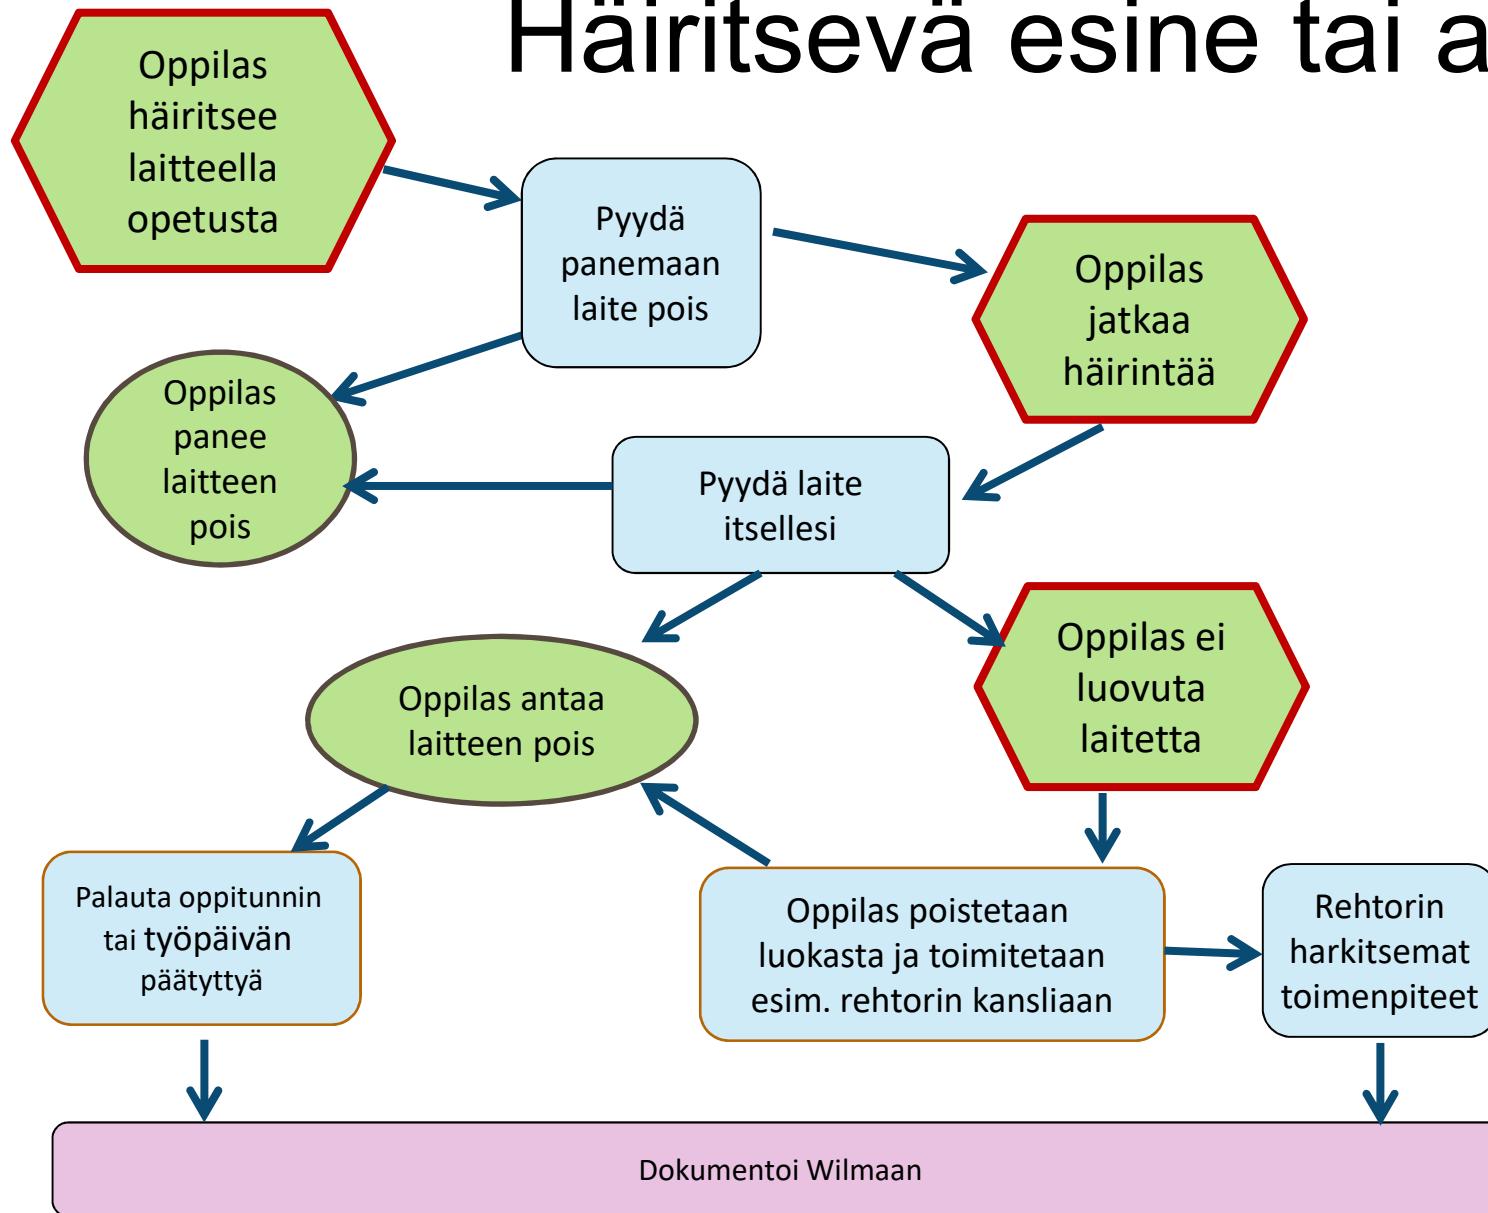 Häiritsevä esine tai a
Oppilas
häiritsee
laitteella
opetusta
Pyydä
panemaan
laite pois
Oppilas
jatkaa
häirintää
Oppilas
panee
laitteen
pois
Pyydä laite
itsellesi
Oppilas ei
luovuta
laitetta
Oppilas antaa
laitteen pois
Palauta oppitunnin
tai työpäivän
päätyttyä
Oppilas poistetaan
luokasta ja toimitetaan
esim. rehtorin kansliaan
Rehtorin
harkitsemat
toimenpiteet
Dokumentoi Wilmaan